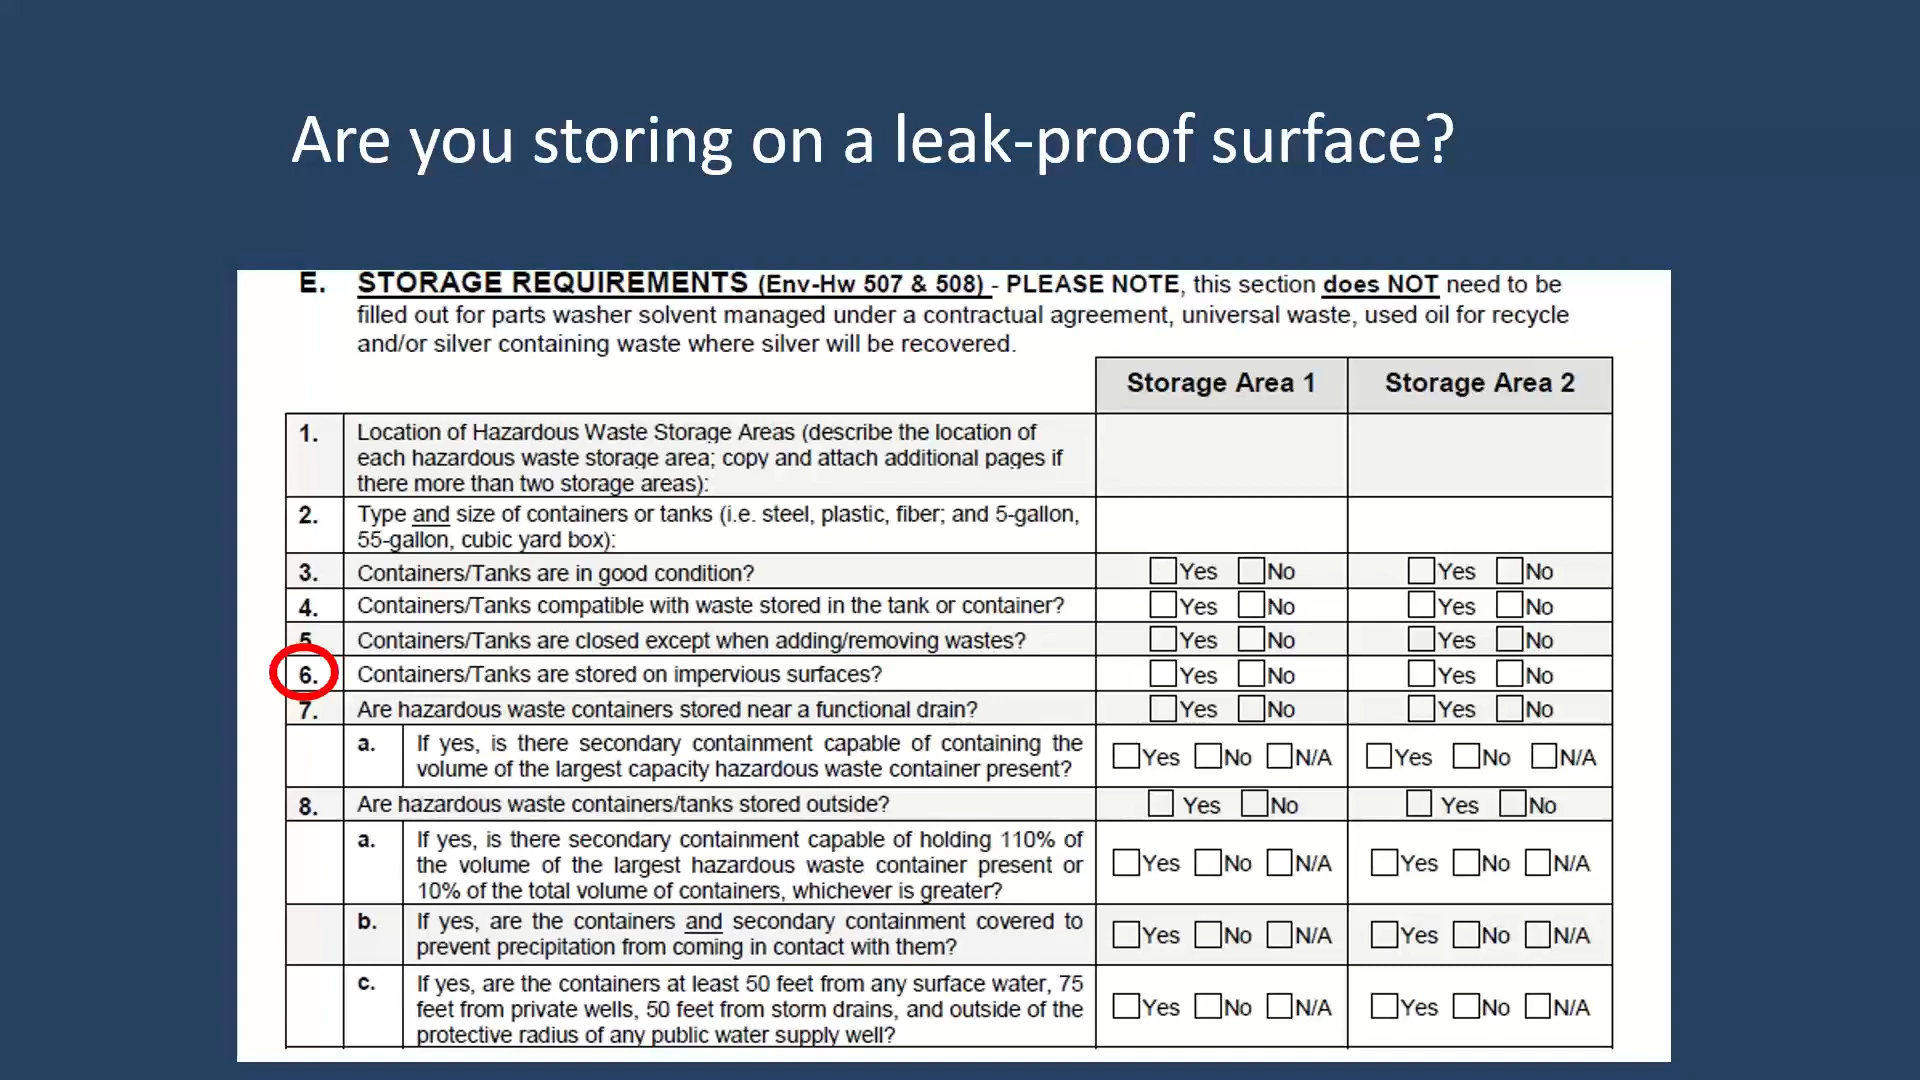 Are you storing on a leak-proof surface?
E. STORAGE REQUIREMENTS (Env-Hw 507 & 508) - PLEASE NOTE, this section does NOT need to be
filled out for parts washer solvent managed under a contractual agreement, universal waste, used oil for recycle
and/or silver containing waste where silver will be recovered.
Storage Area 1 Storage Area 2
1. Location of Hazardous Waste Storage Areas (describe the location of
each hazardous waste storage area; copy and attach additional pages if
there more than two storage areas):
2. Type and size of containers or tanks (i.e. steel, plastic, fiber; and 5-gallon,
55-gallon, cubic yard box):
3. Containers/Tanks are in good condition? Yes No Yes No
4. Containers/Tanks compatible with waste stored in the tank or container? Yes No Yes No
5. Containers/Tanks are closed except when adding/removing wastes? Yes No Yes No
6. Containers/Tanks are stored on impervious surfaces? Yes No Yes No
7. Are hazardous waste containers stored near a functional drain? Yes No Yes No
a. If yes, is there secondary containment capable of containing the
volume of the largest capacity hazardous waste container present? Yes No N/A Yes No N/A
8. Are hazardous waste containers/tanks stored outside? Yes No Yes No
a. If yes, is there secondary containment capable of holding 110% of
the volume of the largest hazardous waste container present or Yes No N/A Yes No N/A
10% of the total volume of containers, whichever is greater?
b. If yes, are the containers and secondary containment covered to
prevent precipitation from coming in contact with them? Yes No N/A Yes No N/A
c. If yes, are the containers at least 50 feet from any surface water, 75
feet from private wells, 50 feet from storm drains, and outside of the Yes No N/A Yes No N/A
protective radius of any public water supply well?